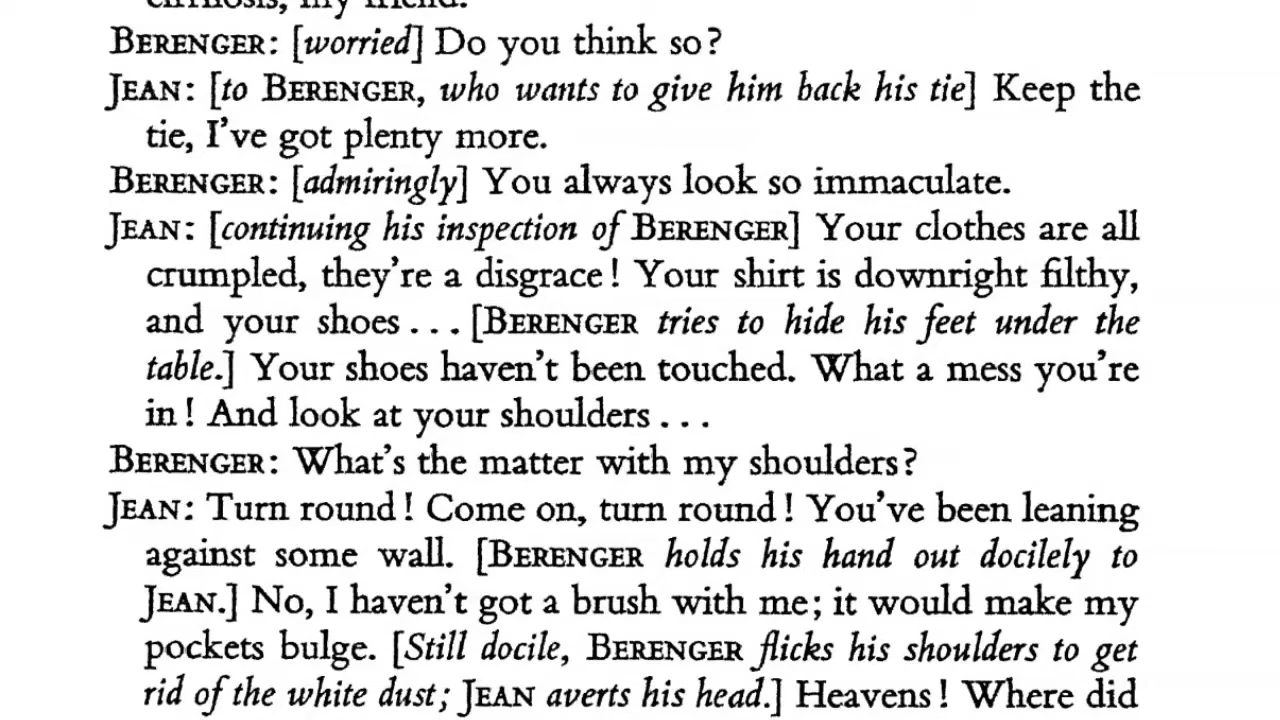 my friend.
BERENGER: [worried] Do you think so?
JEAN: [to BERENGER, who wants to give him back his tie] Keep the
tie, I've got plenty more.
BERENGER: [admiringly] You always look so immaculate.
JEAN: [continuing his inspection of BERENGER] Your clothes are all
crumpled, they're a disgrace! Your shirt is downright filthy,
and your shoes... [BERENGER tries to hide his feet under the
table.] Your shoes haven't been touched. What a mess you're
in! And look at your shoulders...
BERENGER: What's the matter with my shoulders?
JEAN: Turn round! Come on, turn round! You've been leaning
against some wall. [BERENGER holds his hand out docilely to
JEAN.] No, I haven't got a brush with me; it would make my
pockets bulge. [Still docile, BERENGER flicks his shoulders to get
rid of the white dust; JEAN averts his head.] Heavens! Where did